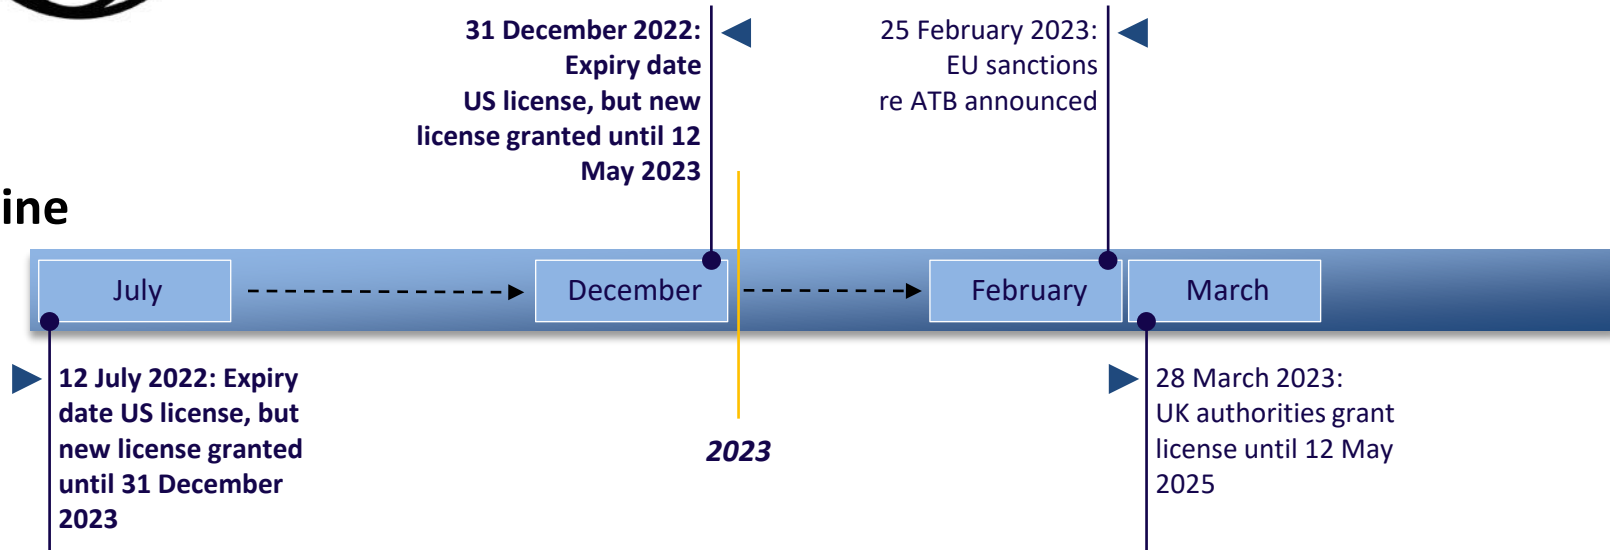 31 December 2022:
Expiry date
US license, but new
license granted until 12
May 2023
25 February 2023:
EU sanctions
re ATB announced
ine
July
December
February
March
12 July 2022: Expiry
date US license, but
new license granted
until 31 December
2023
2023
28 March 2023:
UK authorities grant
license until 12 May
2025